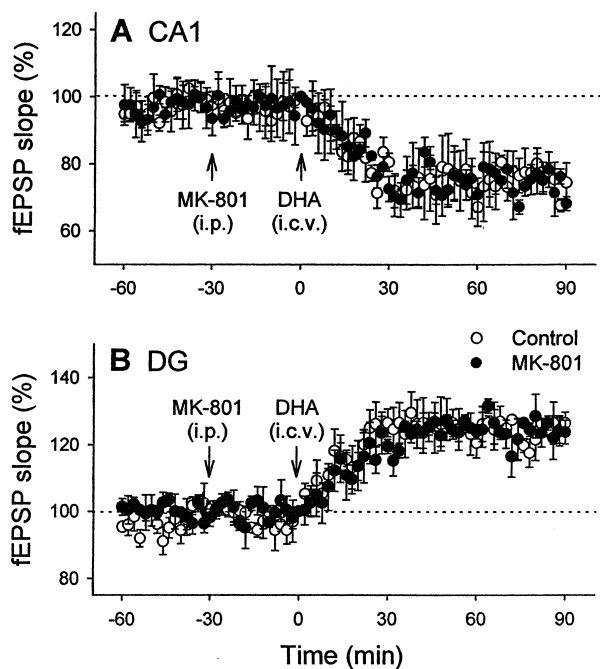 A CA1
fEPSP slope (%)
120
100
80
60
MK-801
(i.p.)
DHA
(i.c.v.)
-60 -30 0 30 60 90
B DG
Control
MK-801
fEPSP slope (%)
140
120
100
80
MK-801
(i.p.)
DHA
(i.c.v.)
-60 -30 0 30 60 90
Time (min)